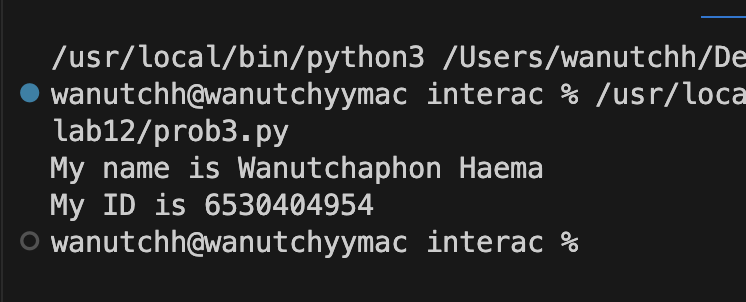 /usr/local/bin/python3 /Users/wanutchh/De
wanutchh@wanutchyymac interac % /usr/loca
lab12/prob3.py
My name is Wanutchaphon Haema
My ID is 6530404954
wanutchh@wanutchyymac interac %